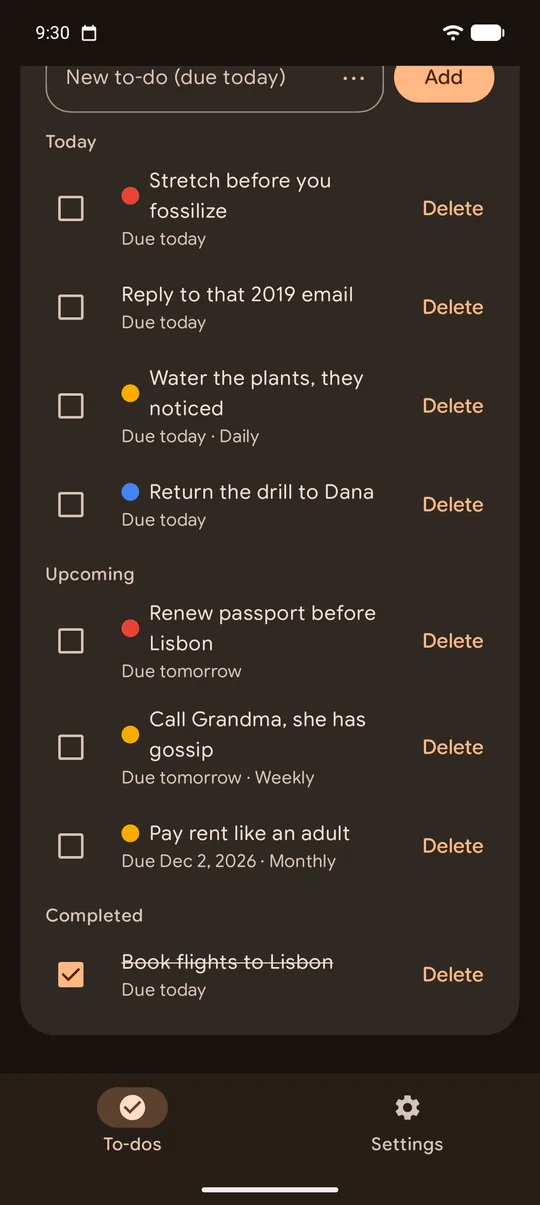 9:30
New to-do (due today)
...
Add
Today
Stretch before you
fossilize
Due today
Delete
Reply to that 2019 email
Due today
Delete
Water the plants, they
noticed
Due today · Daily
Delete
Return the drill to Dana
Due today
Delete
Upcoming
Renew passport before
Lisbon
Due tomorrow
Delete
Call Grandma, she has
gossip
Due tomorrow · Weekly
Delete
Pay rent like an adult
Due Dec 2, 2026 · Monthly
Delete
Completed
Book flights to Lisbon
Due today
Delete
To-dos
Settings